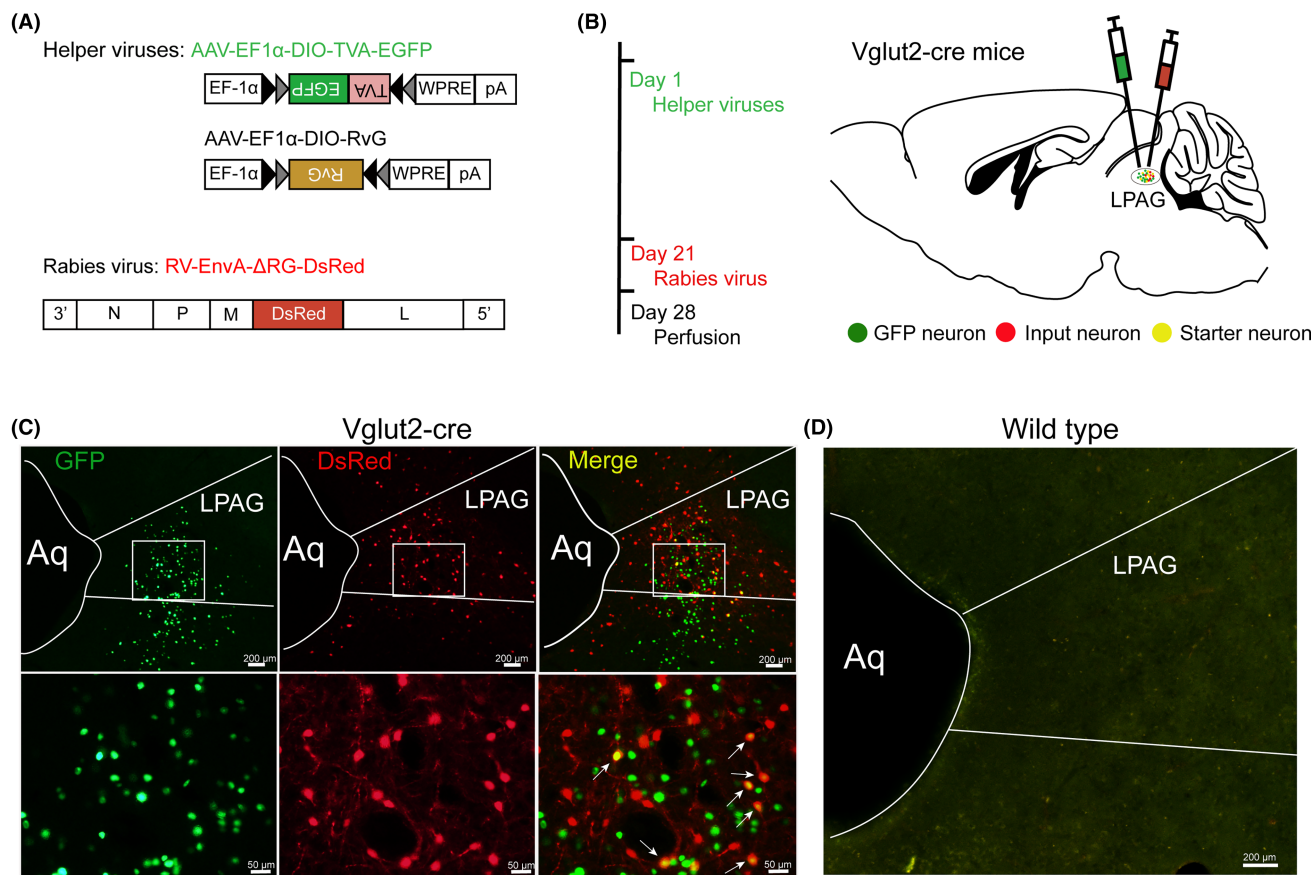 (A)
Helper viruses: AAV-EF1α-DIO-TVA-EGFP
EF-1α EGFP TVA WPRE pA
AAV-EF1α-DIO-RvG
EF-1α RvG WPRE pA
Rabies virus: RV-EnvA-ΔRG-DsRed
3' N P M DsRed L 5'
(B)
Day 1
Helper viruses
Day 21
Rabies virus
Day 28
Perfusion
Vglut2-cre mice
LPAG
GFP neuron Input neuron Starter neuron
(C)
Vglut2-cre
GFP
LPAG
Aq
200 µm
DsRed
LPAG
Aq
200 µm
Merge
LPAG
Aq
200 µm
50 µm
50 µm
50 µm
(D)
Wild type
LPAG
Aq
200 µm